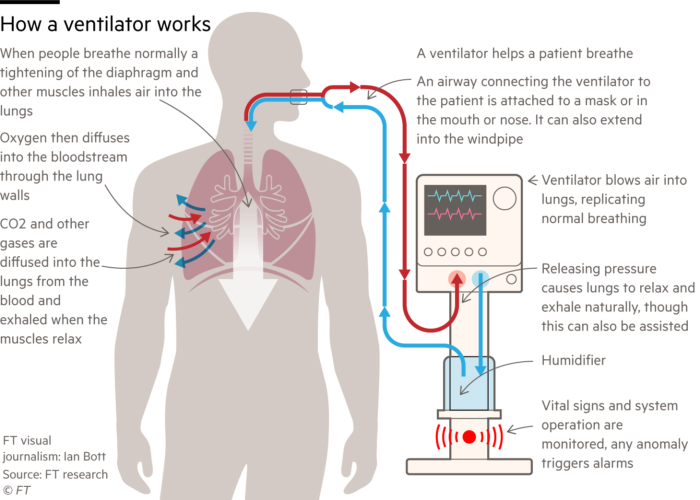 How a ventilator works
When people breathe normally a
tightening of the diaphragm and
other muscles inhales air into the
lungs
Oxygen then diffuses
into the bloodstream
through the lung
walls
CO2 and other
gases are
diffused into the
lungs from the
blood and
exhaled when the
muscles relax
FT visual
journalism: Ian Bott
Source: FT research
© FT
A ventilator helps a patient breathe
An airway connecting the ventilator to
the patient is attached to a mask or in
the mouth or nose. It can also extend
into the windpipe
Ventilator blows air into
lungs, replicating
normal breathing
Releasing pressure
causes lungs to relax and
exhale naturally, though
this can also be assisted
Humidifier
Vital signs and system
operation are
monitored, any anomaly
triggers alarms